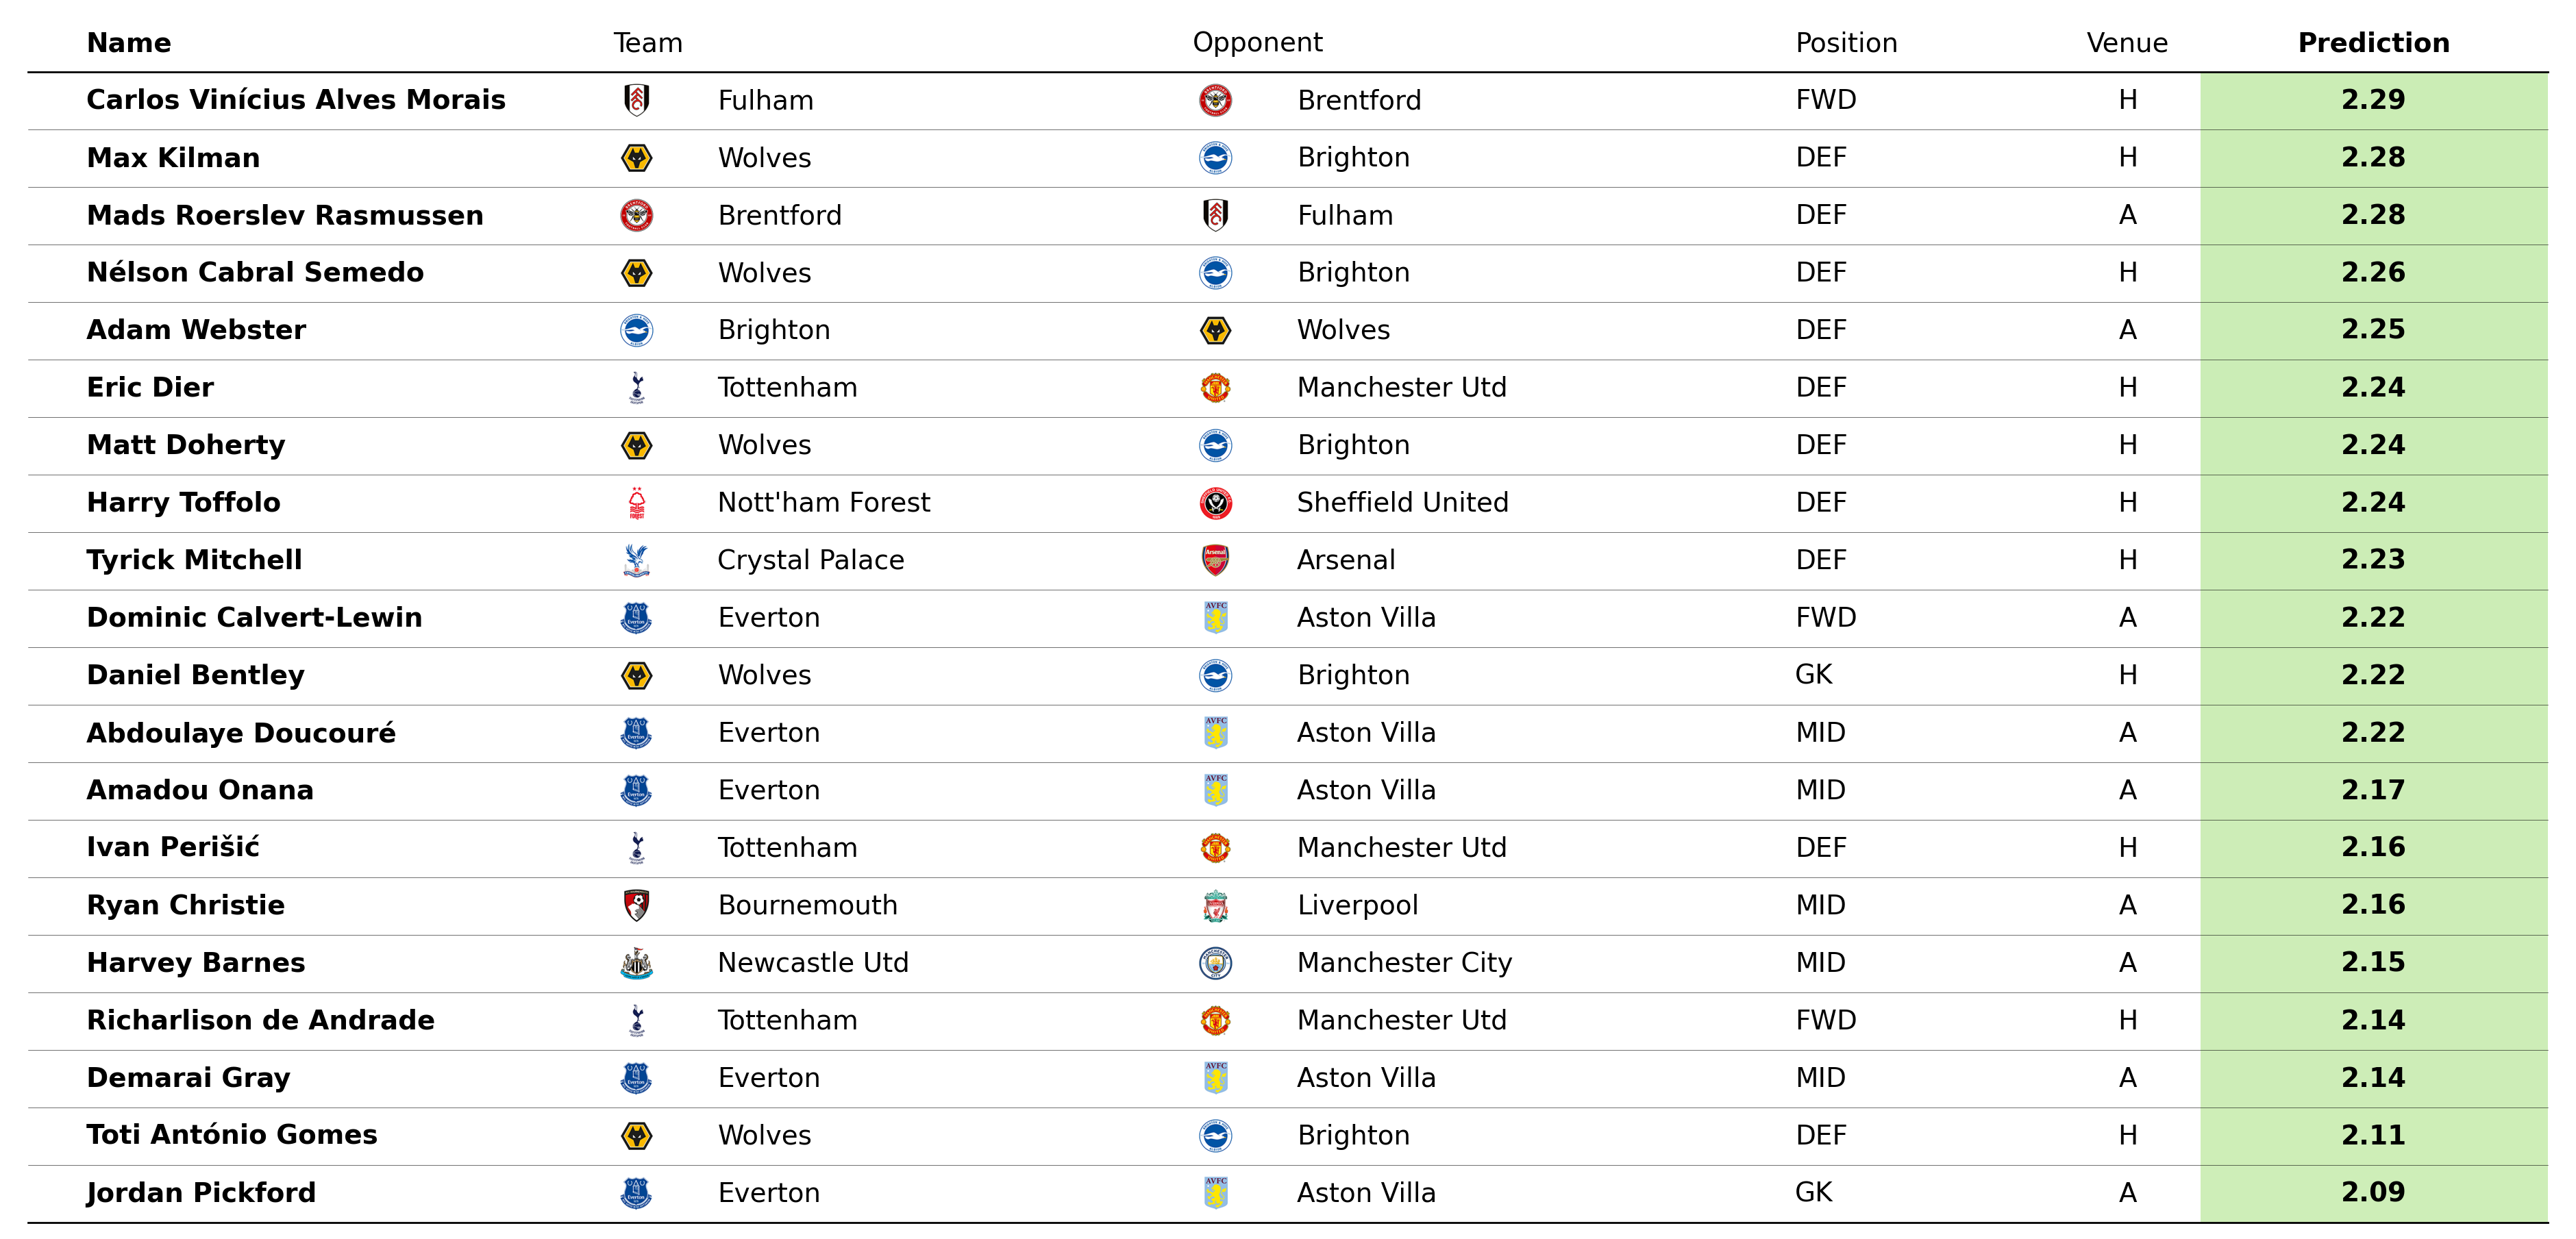 Name Team Opponent Position Venue Prediction
Carlos Vinícius Alves Morais Fulham Brentford FWD H 2.29
Max Kilman Wolves Brighton DEF H 2.28
Mads Roerslev Rasmussen Brentford Fulham DEF A 2.28
Nélson Cabral Semedo Wolves Brighton DEF H 2.26
Adam Webster Brighton Wolves DEF A 2.25
Eric Dier Tottenham Manchester Utd DEF H 2.24
Matt Doherty Wolves Brighton DEF H 2.24
Harry Toffolo Nott'ham Forest Sheffield United DEF H 2.24
Tyrick Mitchell Crystal Palace Arsenal DEF H 2.23
Dominic Calvert-Lewin Everton Aston Villa FWD A 2.22
Daniel Bentley Wolves Brighton GK H 2.22
Abdoulaye Doucouré Everton Aston Villa MID A 2.22
Amadou Onana Everton Aston Villa MID A 2.17
Ivan Perišić Tottenham Manchester Utd DEF H 2.16
Ryan Christie Bournemouth Liverpool MID A 2.16
Harvey Barnes Newcastle Utd Manchester City MID A 2.15
Richarlison de Andrade Tottenham Manchester Utd FWD H 2.14
Demarai Gray Everton Aston Villa MID A 2.14
Toti António Gomes Wolves Brighton DEF H 2.11
Jordan Pickford Everton Aston Villa GK A 2.09